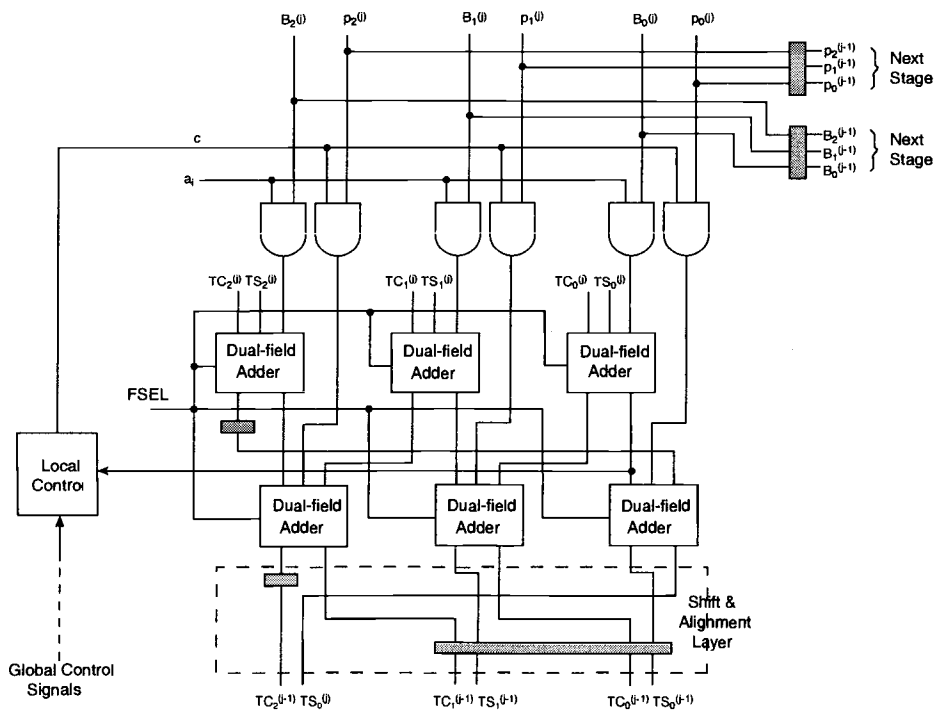 B₂⁽ʲ⁾ p₂⁽ʲ⁾ B₁⁽ʲ⁾ p₁⁽ʲ⁾ B₀⁽ʲ⁾ p₀⁽ʲ⁾
p₂⁽ʲ⁻¹⁾
p₁⁽ʲ⁻¹⁾
p₀⁽ʲ⁻¹⁾
Next
Stage
B₂⁽ʲ⁻¹⁾
B₁⁽ʲ⁻¹⁾
B₀⁽ʲ⁻¹⁾
Next
Stage
c
aᵢ
TC₂⁽ʲ⁾ TS₂⁽ʲ⁾ TC₁⁽ʲ⁾ TS₁⁽ʲ⁾ TC₀⁽ʲ⁾ TS₀⁽ʲ⁾
Dual-field
Adder
Dual-field
Adder
Dual-field
Adder
FSEL
Local
Control
Dual-field
Adder
Dual-field
Adder
Dual-field
Adder
Shift &
Alighment
Layer
Global Control
Signals
TC₂⁽ʲ⁻¹⁾ TS₀⁽ʲ⁾ TC₁⁽ʲ⁻¹⁾ TS₁⁽ʲ⁻¹⁾ TC₀⁽ʲ⁻¹⁾ TS₀⁽ʲ⁻¹⁾